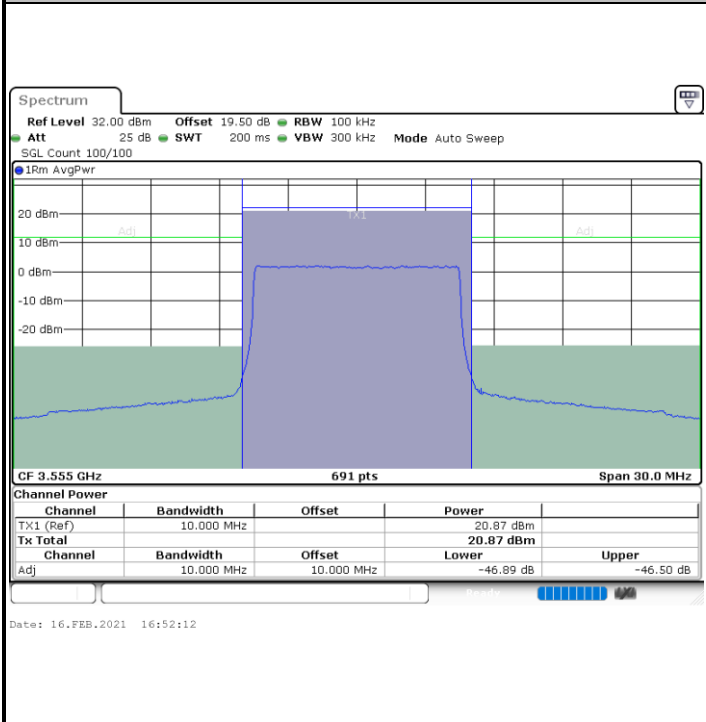 Spectrum
Ref Level 32.00 dBm Offset 19.50 dB RBW 100 kHz
Att 25 dB SWT 200 ms VBW 300 kHz Mode Auto Sweep
SGL Count 100/100
1Rm AvgPwr
20 dBm
TX1
Adj Adj
10 dBm
0 dBm
-10 dBm
-20 dBm
CF 3.555 GHz 691 pts Span 30.0 MHz
Channel Power
Channel Bandwidth Offset Power
TX1 (Ref) 10.000 MHz 20.87 dBm
Tx Total 20.87 dBm
Channel Bandwidth Offset Lower Upper
Adj 10.000 MHz 10.000 MHz -46.89 dB -46.50 dB
Ready
Date: 16.FEB.2021 16:52:12